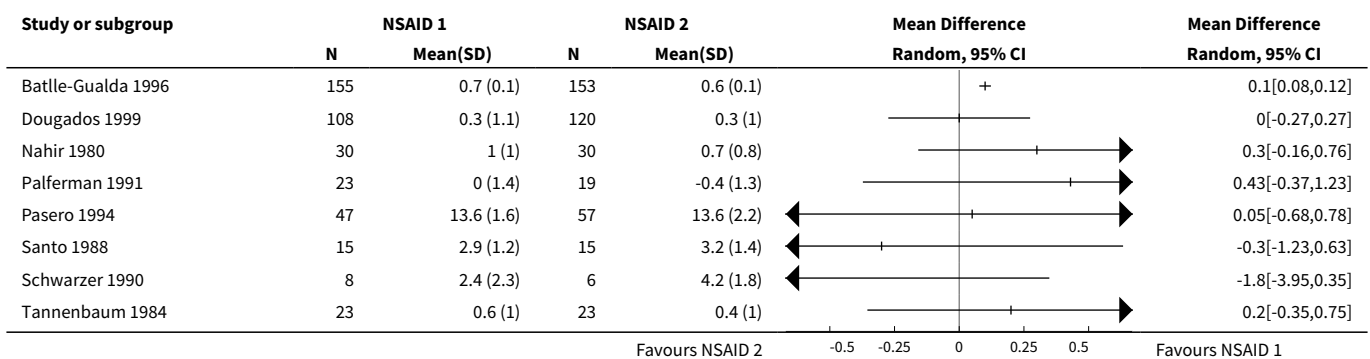 Study or subgroup NSAID 1 NSAID 2 Mean Difference Mean Difference
N Mean(SD) N Mean(SD) Random, 95% CI Random, 95% CI
Batlle-Gualda 1996 155 0.7 (0.1) 153 0.6 (0.1) 0.1[0.08,0.12]
Dougados 1999 108 0.3 (1.1) 120 0.3 (1) 0[-0.27,0.27]
Nahir 1980 30 1 (1) 30 0.7 (0.8) 0.3[-0.16,0.76]
Palferman 1991 23 0 (1.4) 19 -0.4 (1.3) 0.43[-0.37,1.23]
Pasero 1994 47 13.6 (1.6) 57 13.6 (2.2) 0.05[-0.68,0.78]
Santo 1988 15 2.9 (1.2) 15 3.2 (1.4) -0.3[-1.23,0.63]
Schwarzer 1990 8 2.4 (2.3) 6 4.2 (1.8) -1.8[-3.95,0.35]
Tannenbaum 1984 23 0.6 (1) 23 0.4 (1) 0.2[-0.35,0.75]
Favours NSAID 2 -0.5 -0.25 0 0.25 0.5 Favours NSAID 1